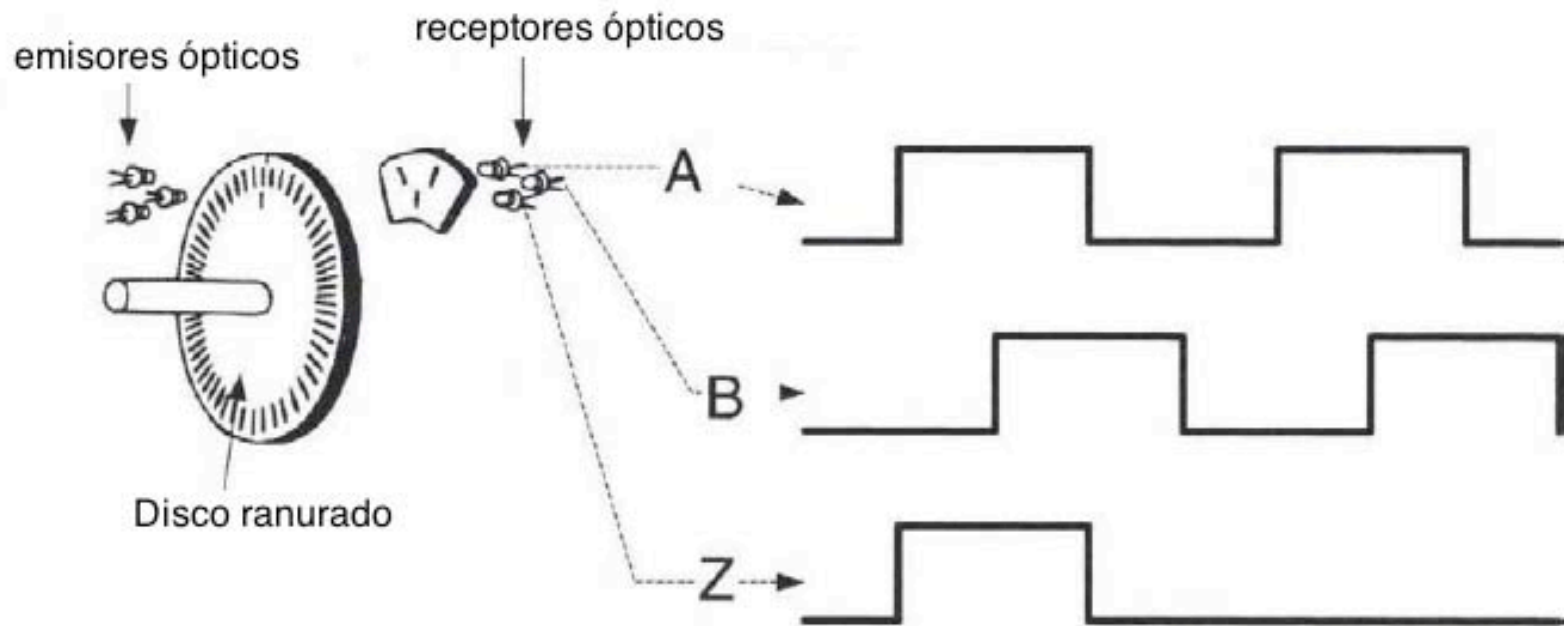 receptores ópticos
emisores ópticos
A
B
Disco ranurado
Z